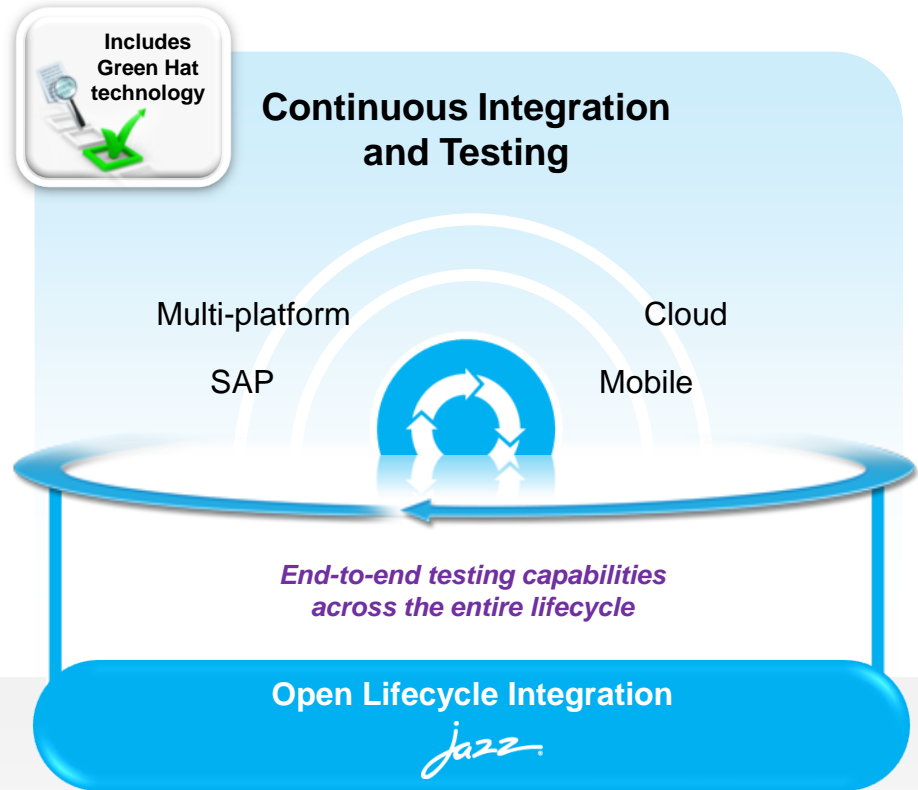 Includes
Green Hat
technology
Continuous Integration
and Testing
Multi-platform
Cloud
SAP
Mobile
End-to-end testing capabilities
across the entire lifecycle
Open Lifecycle Integration
jazz